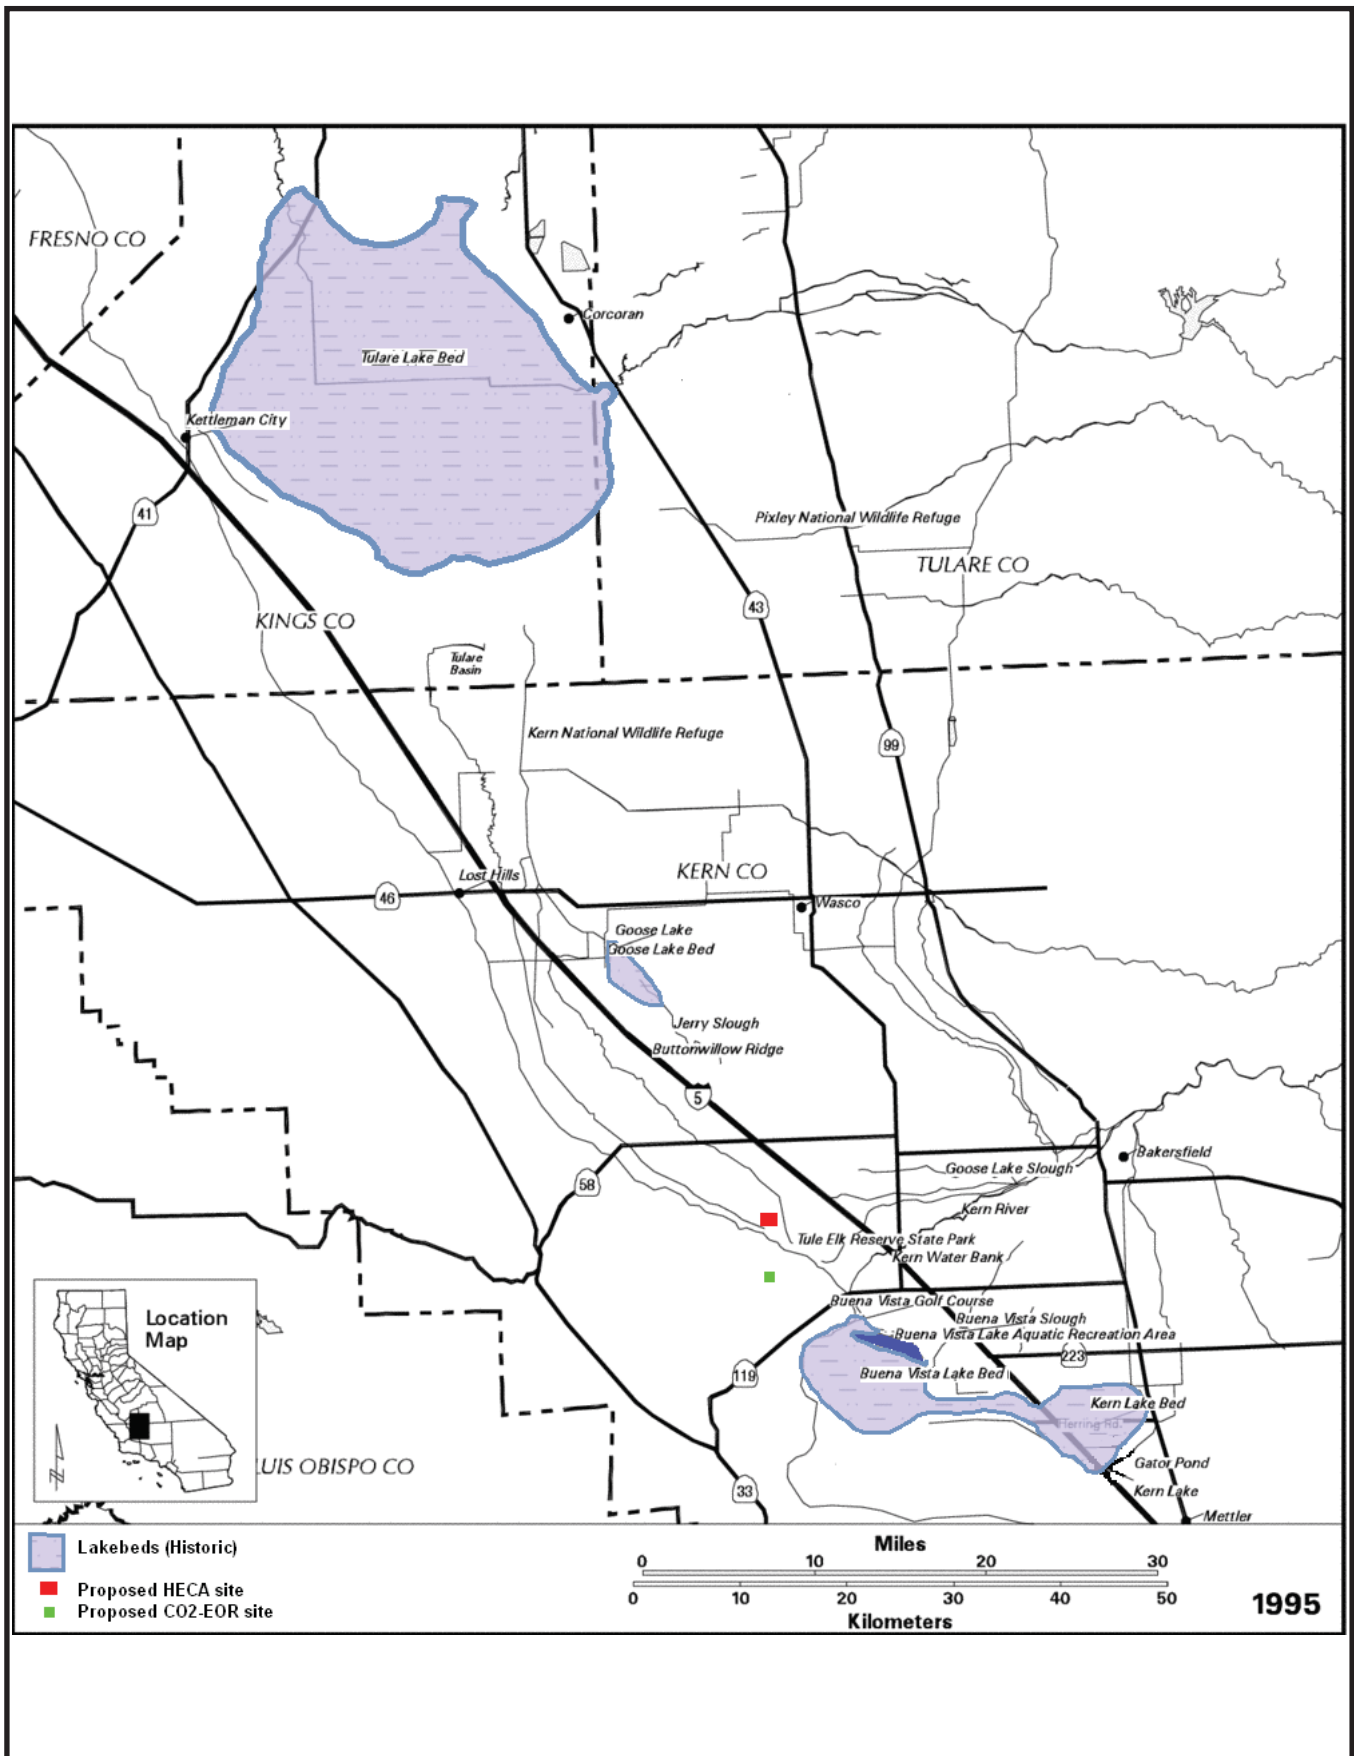 FRESNO CO
Corcoran
Tulare Lake Bed
Kettleman City
41
Pixley National Wildlife Refuge
TULARE CO
43
KINGS CO
Tulare
Basin
Kern National Wildlife Refuge
99
KERN CO
Lost Hills
46
Wasco
Goose Lake
Goose Lake Bed
Jerry Slough
Buttonwillow Ridge
5
Bakersfield
Goose Lake Slough
58
Kern River
Tule Elk Reserve State Park
Kern Water Bank
Buena Vista Golf Course
Buena Vista Slough
Buena Vista Lake Aquatic Recreation Area
223
119
Buena Vista Lake Bed
Kern Lake Bed
Herring Rd.
Gator Pond
Kern Lake
33
Mettler
Location
Map
N
LUIS OBISPO CO
Lakebeds (Historic)
Proposed HECA site
Proposed CO2-EOR site
Miles
0 10 20 30
0 10 20 30 40 50
Kilometers
1995